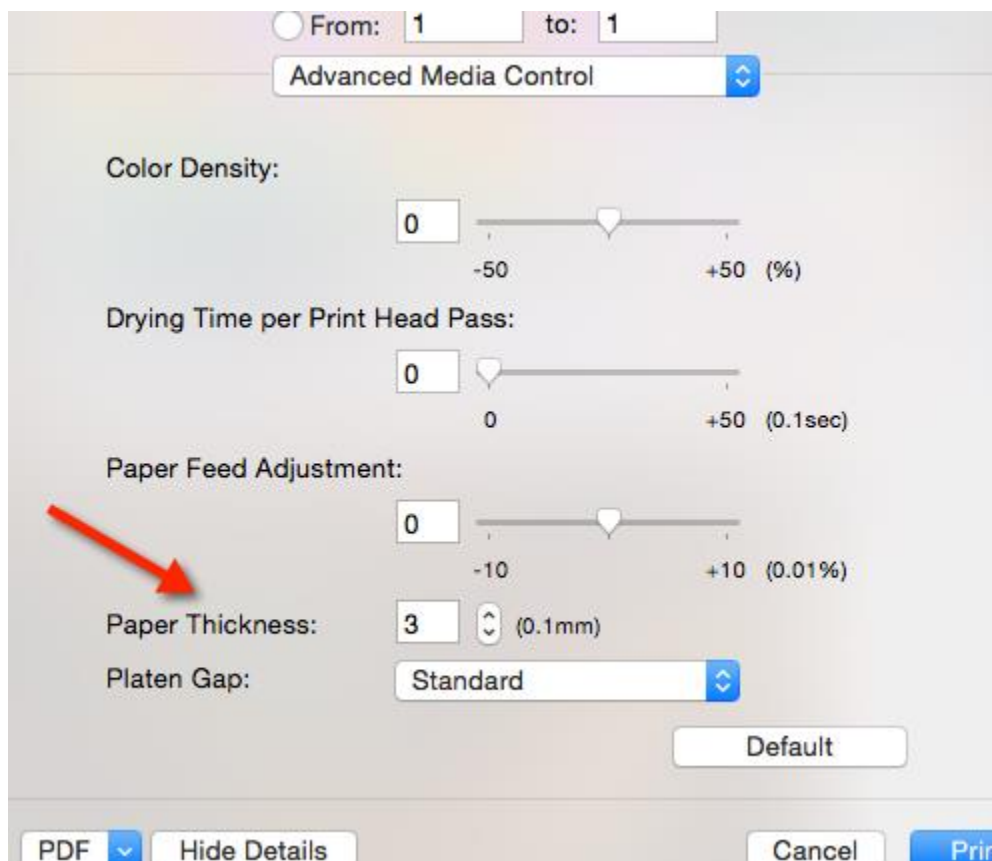 From: 1 to: 1
Advanced Media Control
Color Density:
0
-50 +50 (%)
Drying Time per Print Head Pass:
0
0 +50 (0.1sec)
Paper Feed Adjustment:
0
-10 +10 (0.01%)
Paper Thickness: 3 (0.1mm)
Platen Gap: Standard
Default
PDF Hide Details Cancel Prin